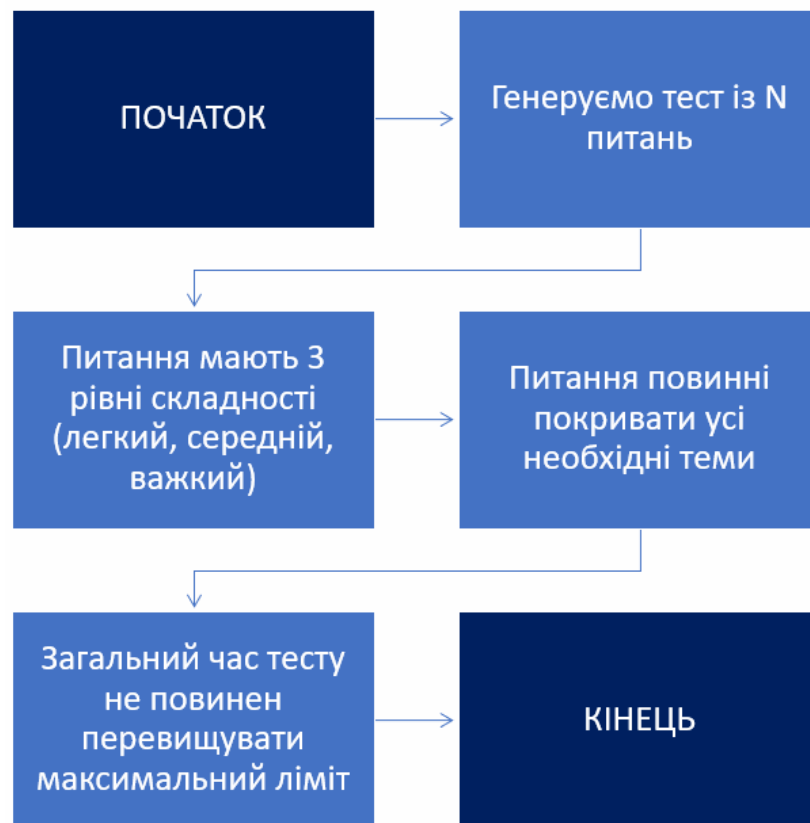 ПОЧАТОК
Генеруємо тест із N
питань
Питання мають 3
рівні складності
(легкий, середній,
важкий)
Питання повинні
покривати усі
необхідні теми
Загальний час тесту
не повинен
перевищувати
максимальний ліміт
КІНЕЦЬ